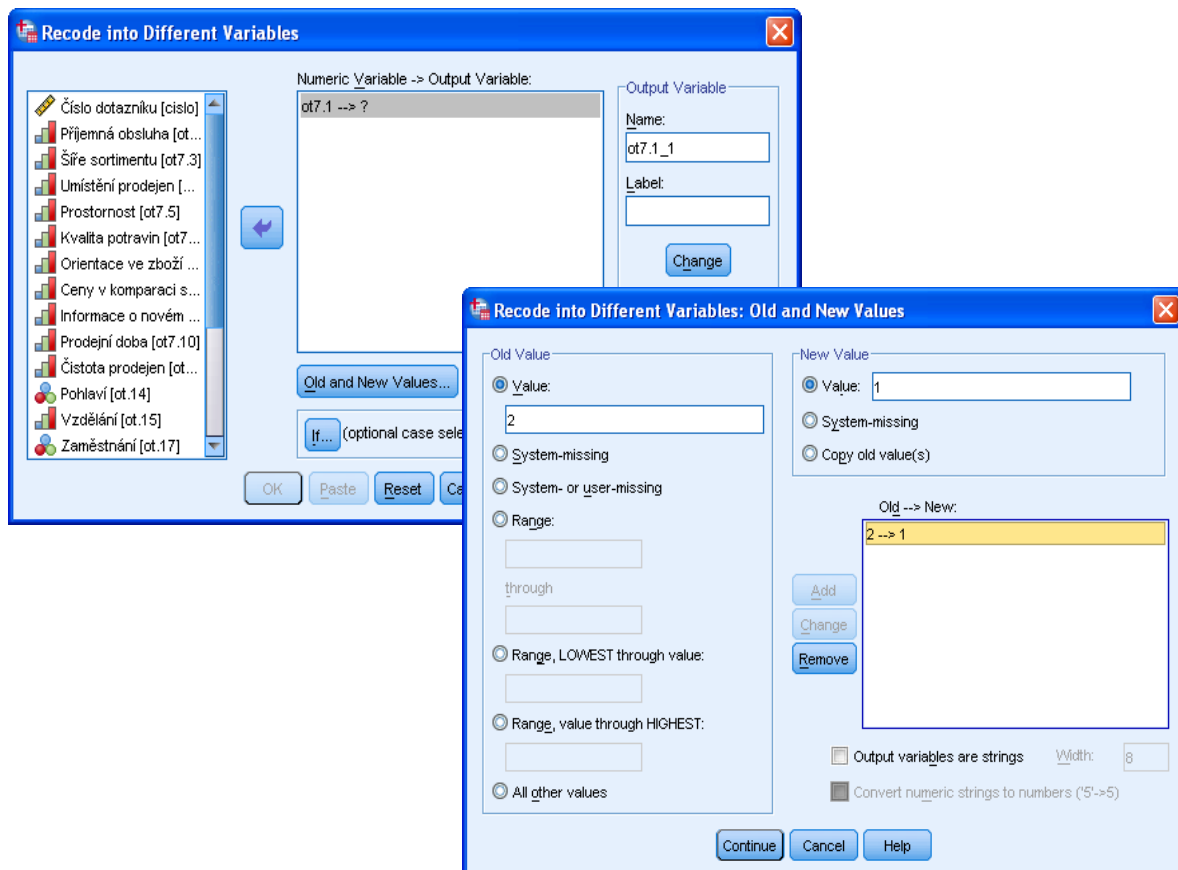 Recode into Different Variables
Číslo dotazníku [cislo]
Příjemná obsluha [ot...
Šíře sortimentu [ot7.3]
Umístění prodejen [...
Prostornost [ot7.5]
Kvalita potravin [ot7...
Orientace ve zboží ...
Ceny v komparaci s...
Informace o novém ...
Prodejní doba [ot7.10]
Čistota prodejen [ot...
Pohlaví [ot.14]
Vzdělání [ot.15]
Zaměstnání [ot.17]
Numeric Variable -> Output Variable:
ot7.1 --> ?
Output Variable
Name:
ot7.1_1
Label:
Change
Old and New Values...
If... (optional case sele
OK
Paste
Reset
Ca
Recode into Different Variables: Old and New Values
Old Value
Value:
2
System-missing
System- or user-missing
Range:
through
Range, LOWEST through value:
Range, value through HIGHEST:
All other values
New Value
Value: 1
System-missing
Copy old value(s)
Old --> New:
2 --> 1
Add
Change
Remove
Output variables are strings Width: 8
Convert numeric strings to numbers ('5'->5)
Continue
Cancel
Help